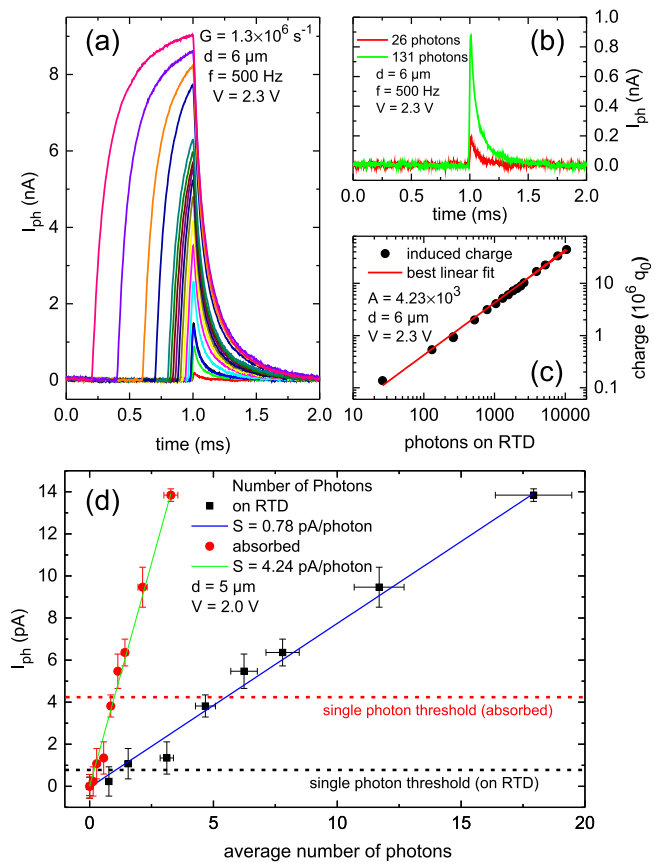 (a)
G = 1.3×10⁶ s⁻¹
d = 6 µm
f = 500 Hz
V = 2.3 V
I_ph (nA)
8
6
4
2
0
0.0 0.5 1.0 1.5 2.0
time (ms)
(b)
26 photons
131 photons
d = 6 µm
f = 500 Hz
V = 2.3 V
1.0
0.8
0.6
0.4
0.2
0.0
I_ph (nA)
0.0 0.5 1.0 1.5 2.0
time (ms)
induced charge
best linear fit
A = 4.23×10³
d = 6 µm
V = 2.3 V
(c)
10
1
0.1
charge (10⁶ q₀)
10 100 1000 10000
photons on RTD
(d)
Number of Photons
on RTD
S = 0.78 pA/photon
absorbed
S = 4.24 pA/photon
d = 5 µm
V = 2.0 V
14
12
10
8
6
4
2
0
I_ph (pA)
single photon threshold (absorbed)
single photon threshold (on RTD)
0 5 10 15 20
average number of photons